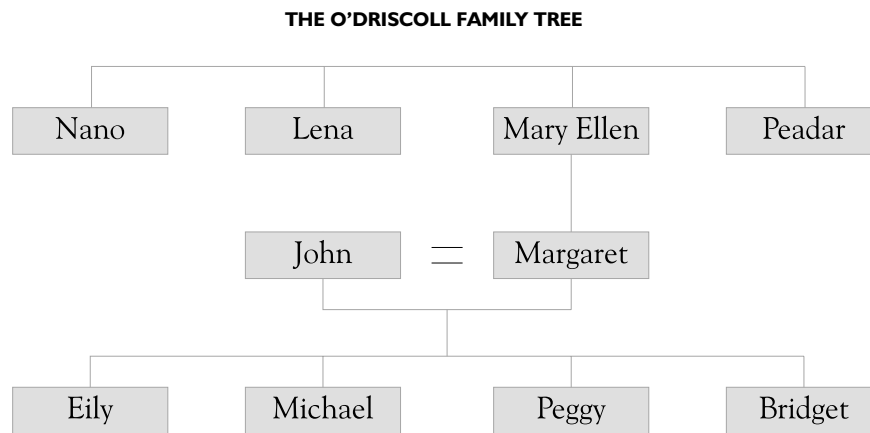 THE O’DRISCOLL FAMILY TREE
Nano Lena Mary Ellen Peadar
John = Margaret
Eily Michael Peggy Bridget